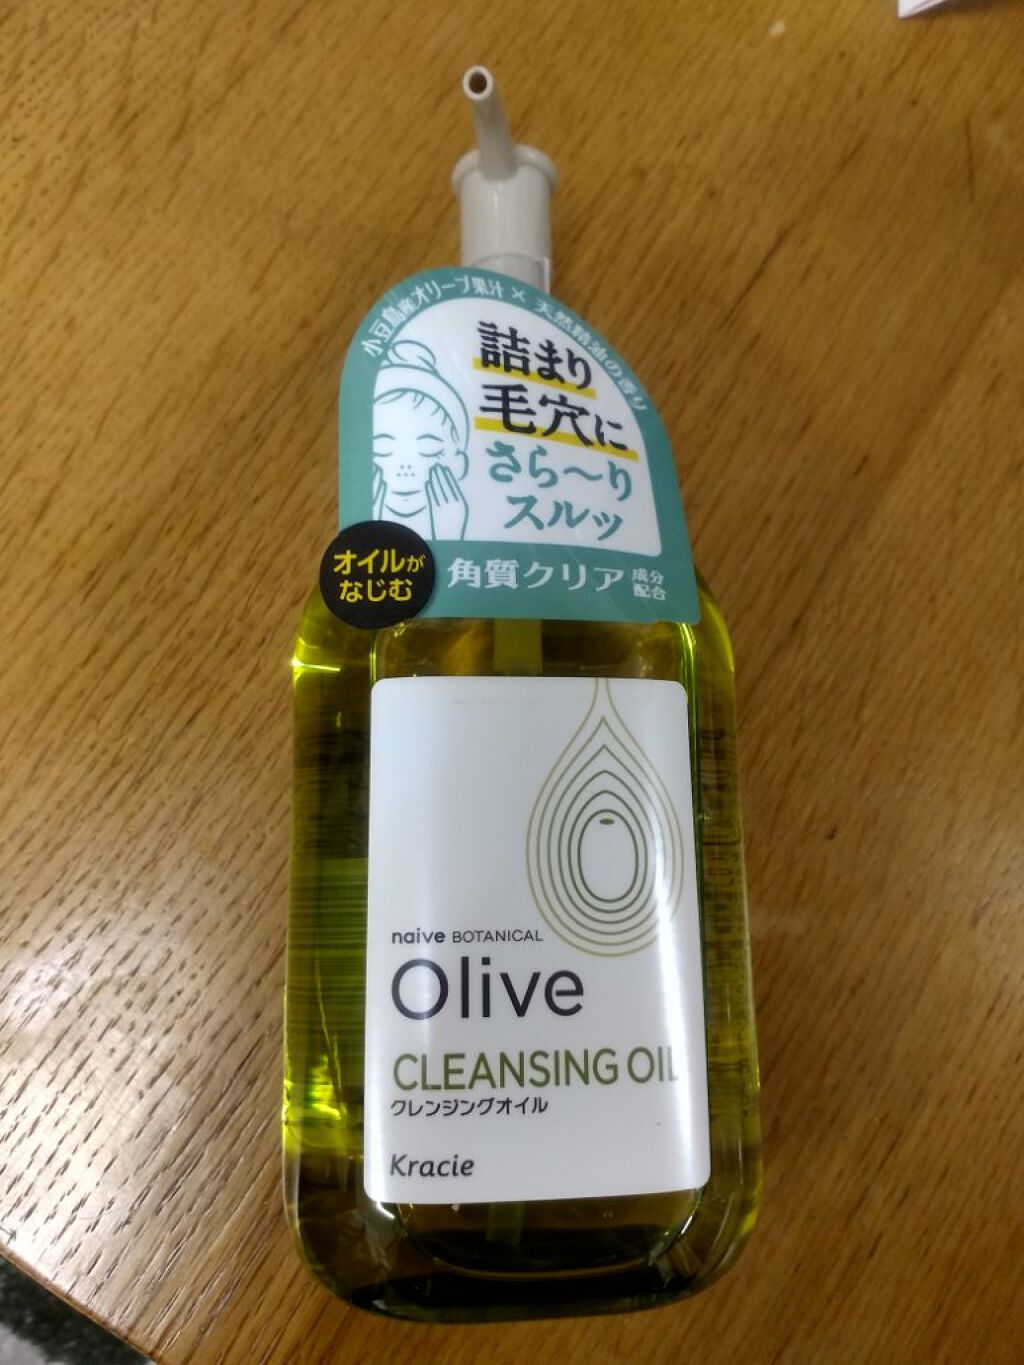 小豆島産オリーブ果汁×天然精油の香り
詰まり
毛穴に
さら〜り
スルッ
オイルが
なじむ
角質クリア成分
配合
naive BOTANICAL
Olive
CLEANSING OIL
クレンジングオイル
Kracie